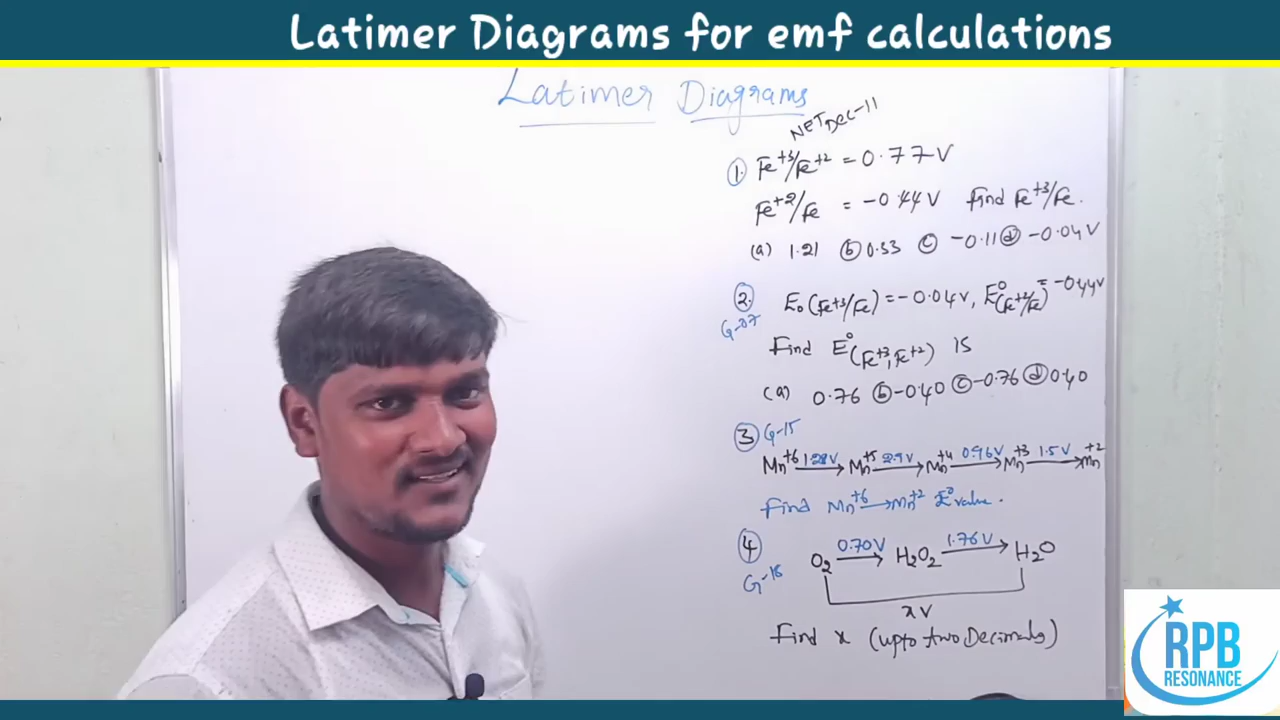 Latimer Diagrams for emf calculations
Latimer Diagrams
NET Dec-11
1. Fe+3/Fe+2 = 0.77V
Fe+2/Fe = -0.44V find Fe+3/Fe.
(a) 1.21 (b) 0.33 (c) -0.11 (d) -0.04V
2. E0(Fe+3/Fe) = -0.04V, E0(Fe+2/Fe) = -0.44V
G-07
Find E0(Fe+3,Fe+2) is
(a) 0.76 (b) -0.40 (c) -0.76 (d) 0.40
3 G-15
Mn+6 1.28V→ Mn+5 2.9V→ Mn+4 0.96V→ Mn+3 1.5V→ Mn+2
Find Mn+6 → Mn+2 E0 value.
4 O2 0.70V→ H2O2 1.76V→ H2O
G-16
x V
Find x (upto two Decimals)
RPB
RESONANCE